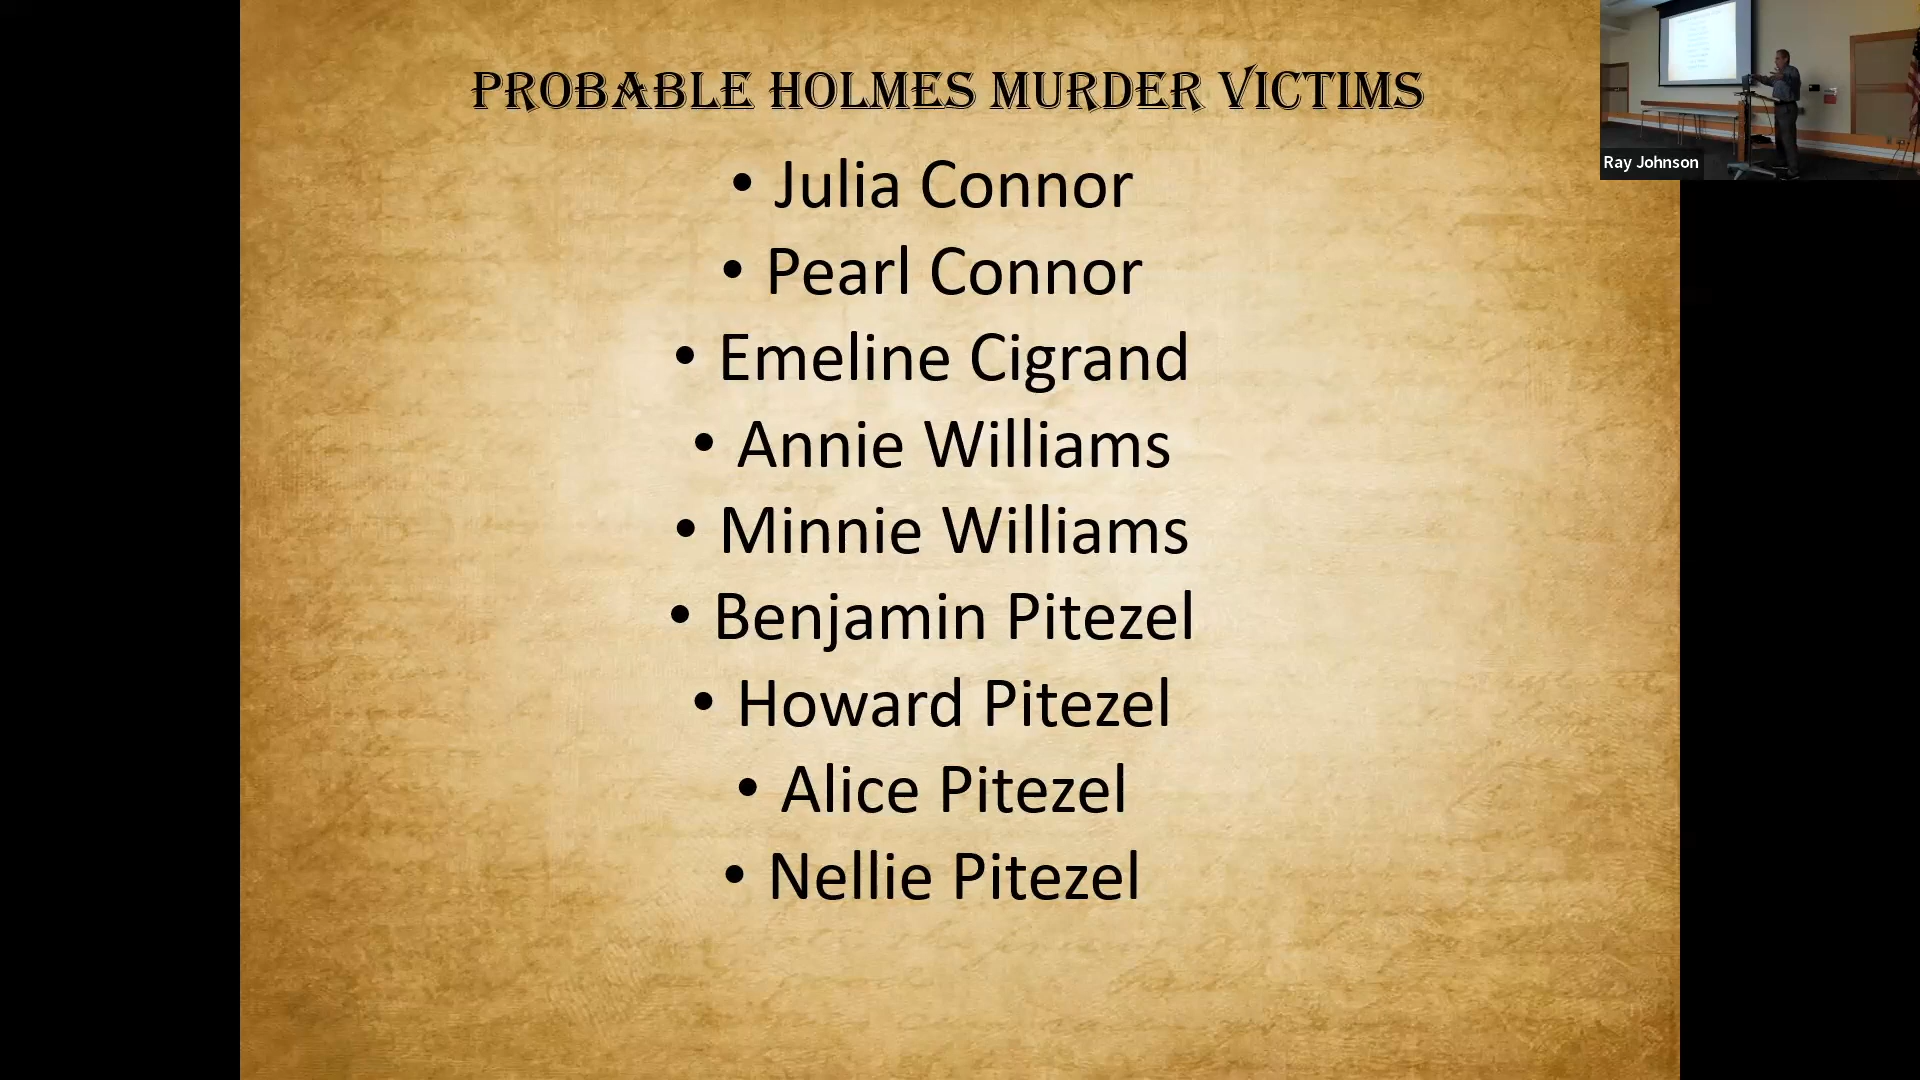 PROBABLE HOLMES MURDER VICTIMS
• Julia Connor
• Pearl Connor
• Emeline Cigrand
• Annie Williams
• Minnie Williams
• Benjamin Pitezel
• Howard Pitezel
• Alice Pitezel
• Nellie Pitezel
Ray Johnson